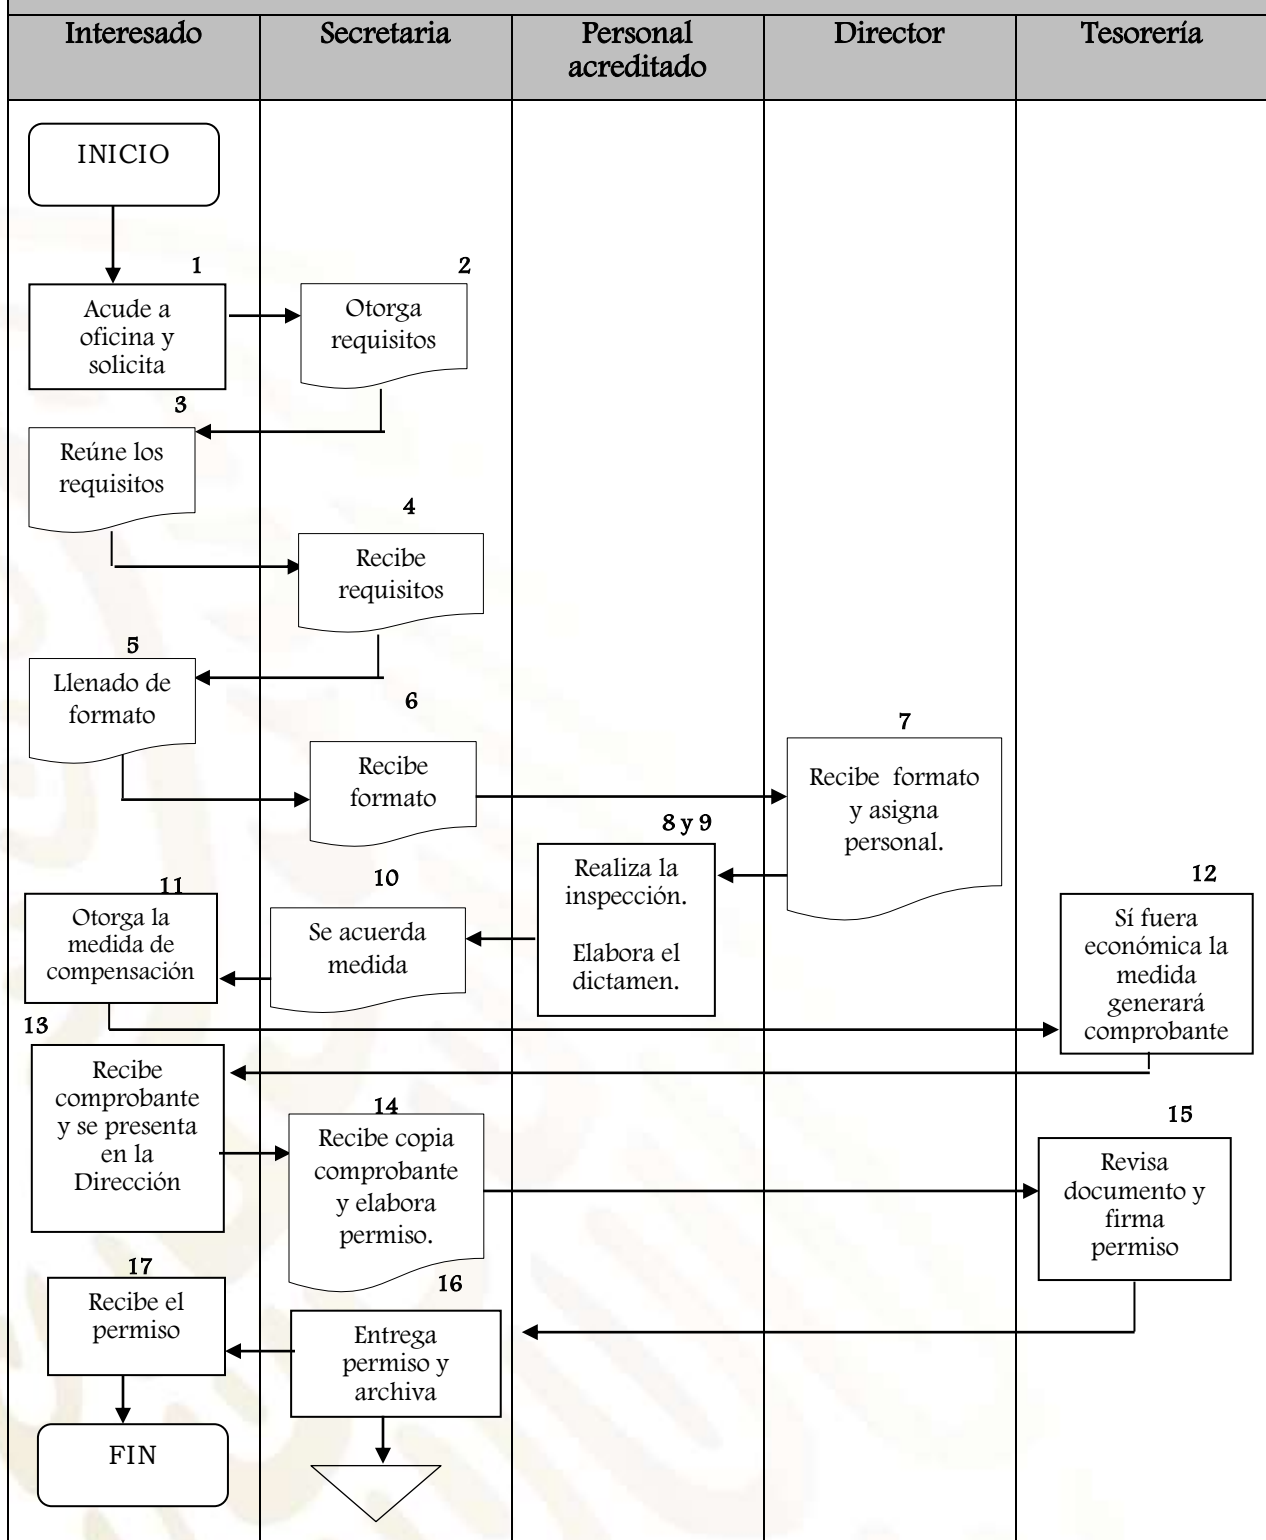 Interesado
Secretaria
Personal
acreditado
Director
Tesorería
INICIO
1
Acude a
oficina y
solicita
2
Otorga
requisitos
3
Reúne los
requisitos
4
Recibe
requisitos
5
Llenado de
formato
6
Recibe
formato
7
Recibe formato
y asigna
personal.
8 y 9
Realiza la
inspección.
Elabora el
dictamen.
10
Se acuerda
medida
11
Otorga la
medida de
compensación
12
Sí fuera
económica la
medida
generará
comprobante
13
Recibe
comprobante
y se presenta
en la
Dirección
14
Recibe copia
comprobante
y elabora
permiso.
15
Revisa
documento y
firma
permiso
16
Entrega
permiso y
archiva
17
Recibe el
permiso
FIN